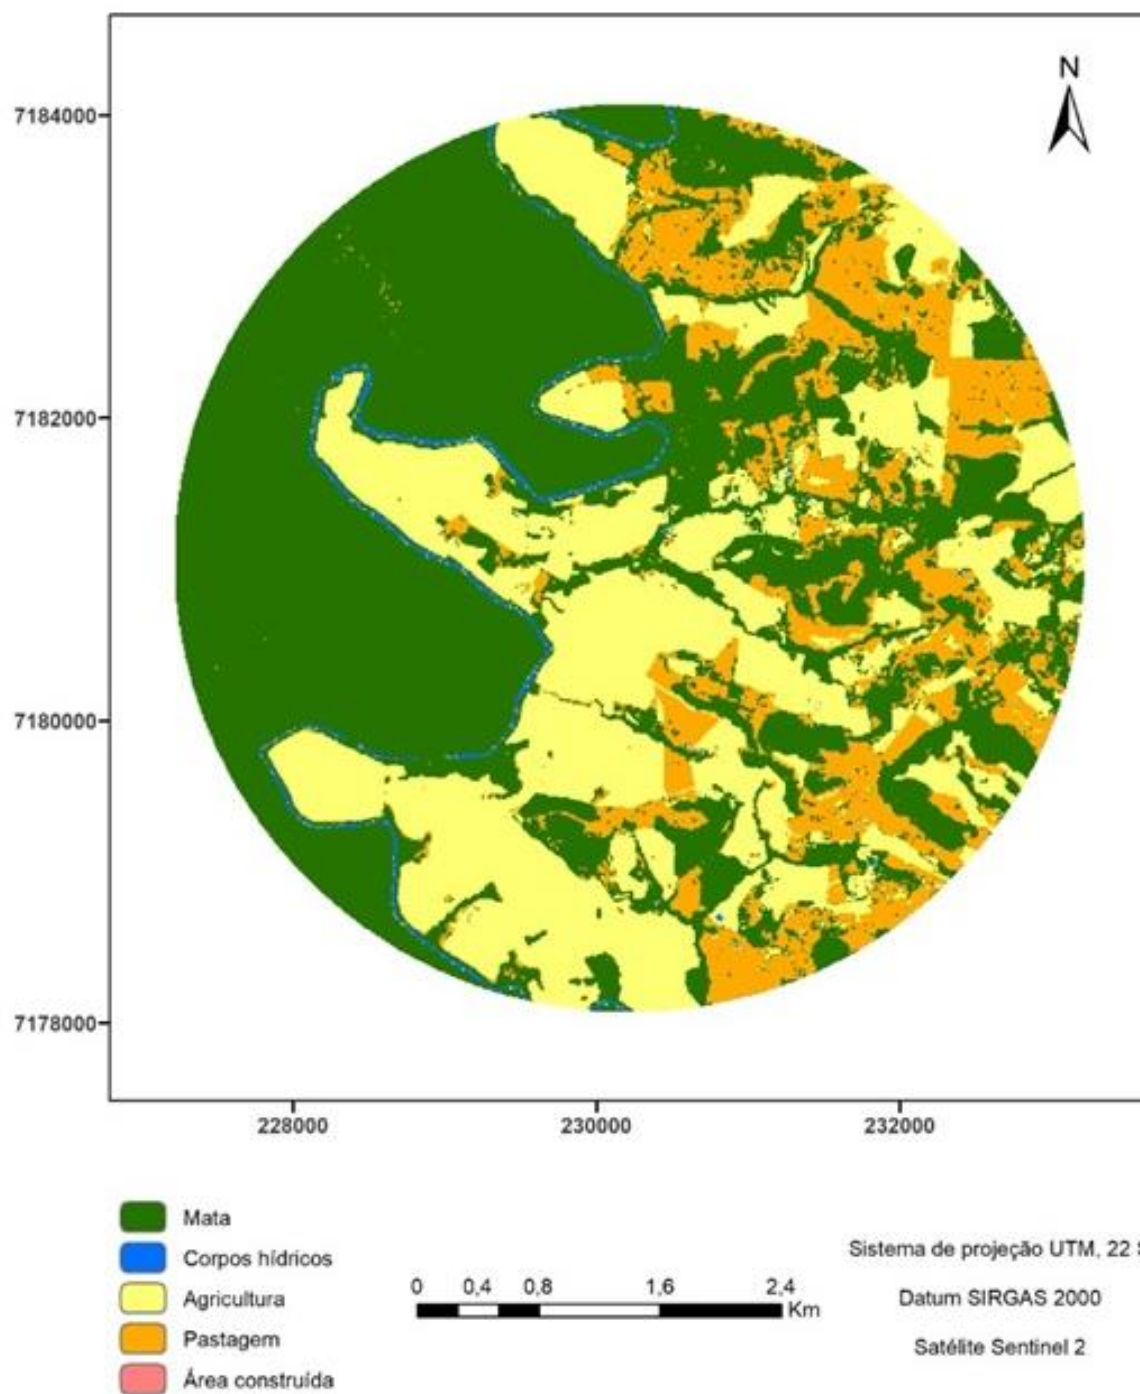 N
7184000
7182000
7180000
7178000
228000 230000 232000
Mata
Corpos hídricos
Agricultura
Pastagem
Área construída
0 0,4 0,8 1,6 2,4
Km
Sistema de projeção UTM, 22 S
Datum SIRGAS 2000
Satélite Sentinel 2